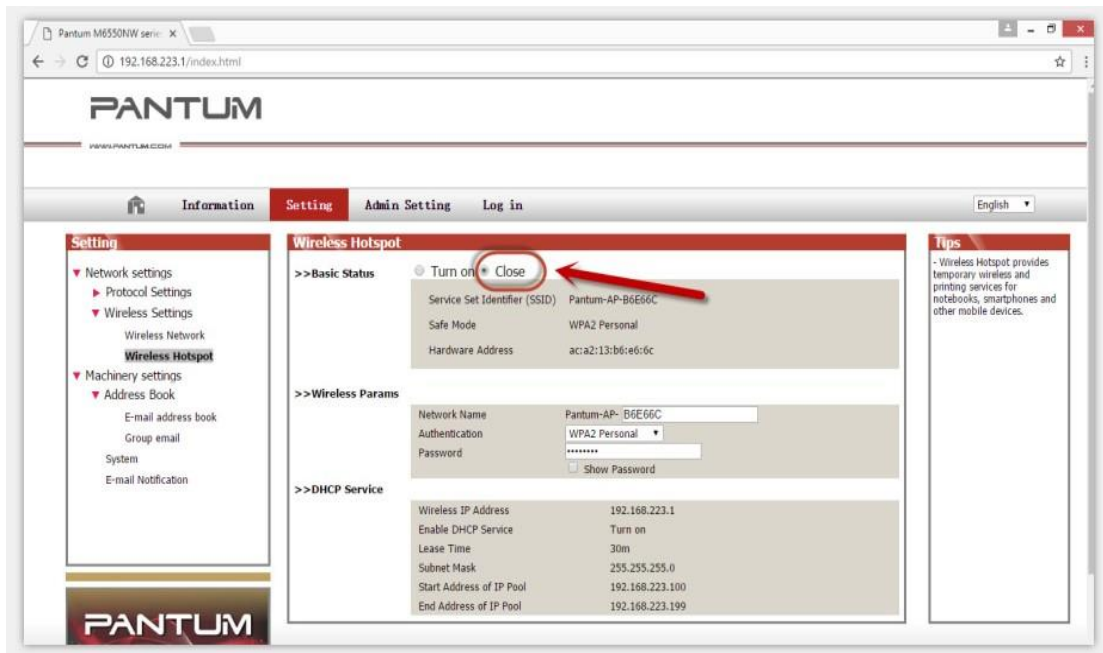 Pantum M6550NW serie
192.168.223.1/index.html
PANTUM
WWW.PANTUM.COM
Information Setting Admin Setting Log in English
Setting
Network settings
Protocol Settings
Wireless Settings
Wireless Network
Wireless Hotspot
Machinery settings
Address Book
E-mail address book
Group email
System
E-mail Notification
PANTUM
Wireless Hotspot
>>Basic Status Turn on Close
Service Set Identifier (SSID) Pantum-AP-B6E66C
Safe Mode WPA2 Personal
Hardware Address ac:a2:13:b6:e6:6c
>>Wireless Params
Network Name Pantum-AP- B6E66C
Authentication WPA2 Personal
Password ••••••••
Show Password
>>DHCP Service
Wireless IP Address 192.168.223.1
Enable DHCP Service Turn on
Lease Time 30m
Subnet Mask 255.255.255.0
Start Address of IP Pool 192.168.223.100
End Address of IP Pool 192.168.223.199
Tips
- Wireless Hotspot provides
temporary wireless and
printing services for
notebooks, smartphones and
other mobile devices.